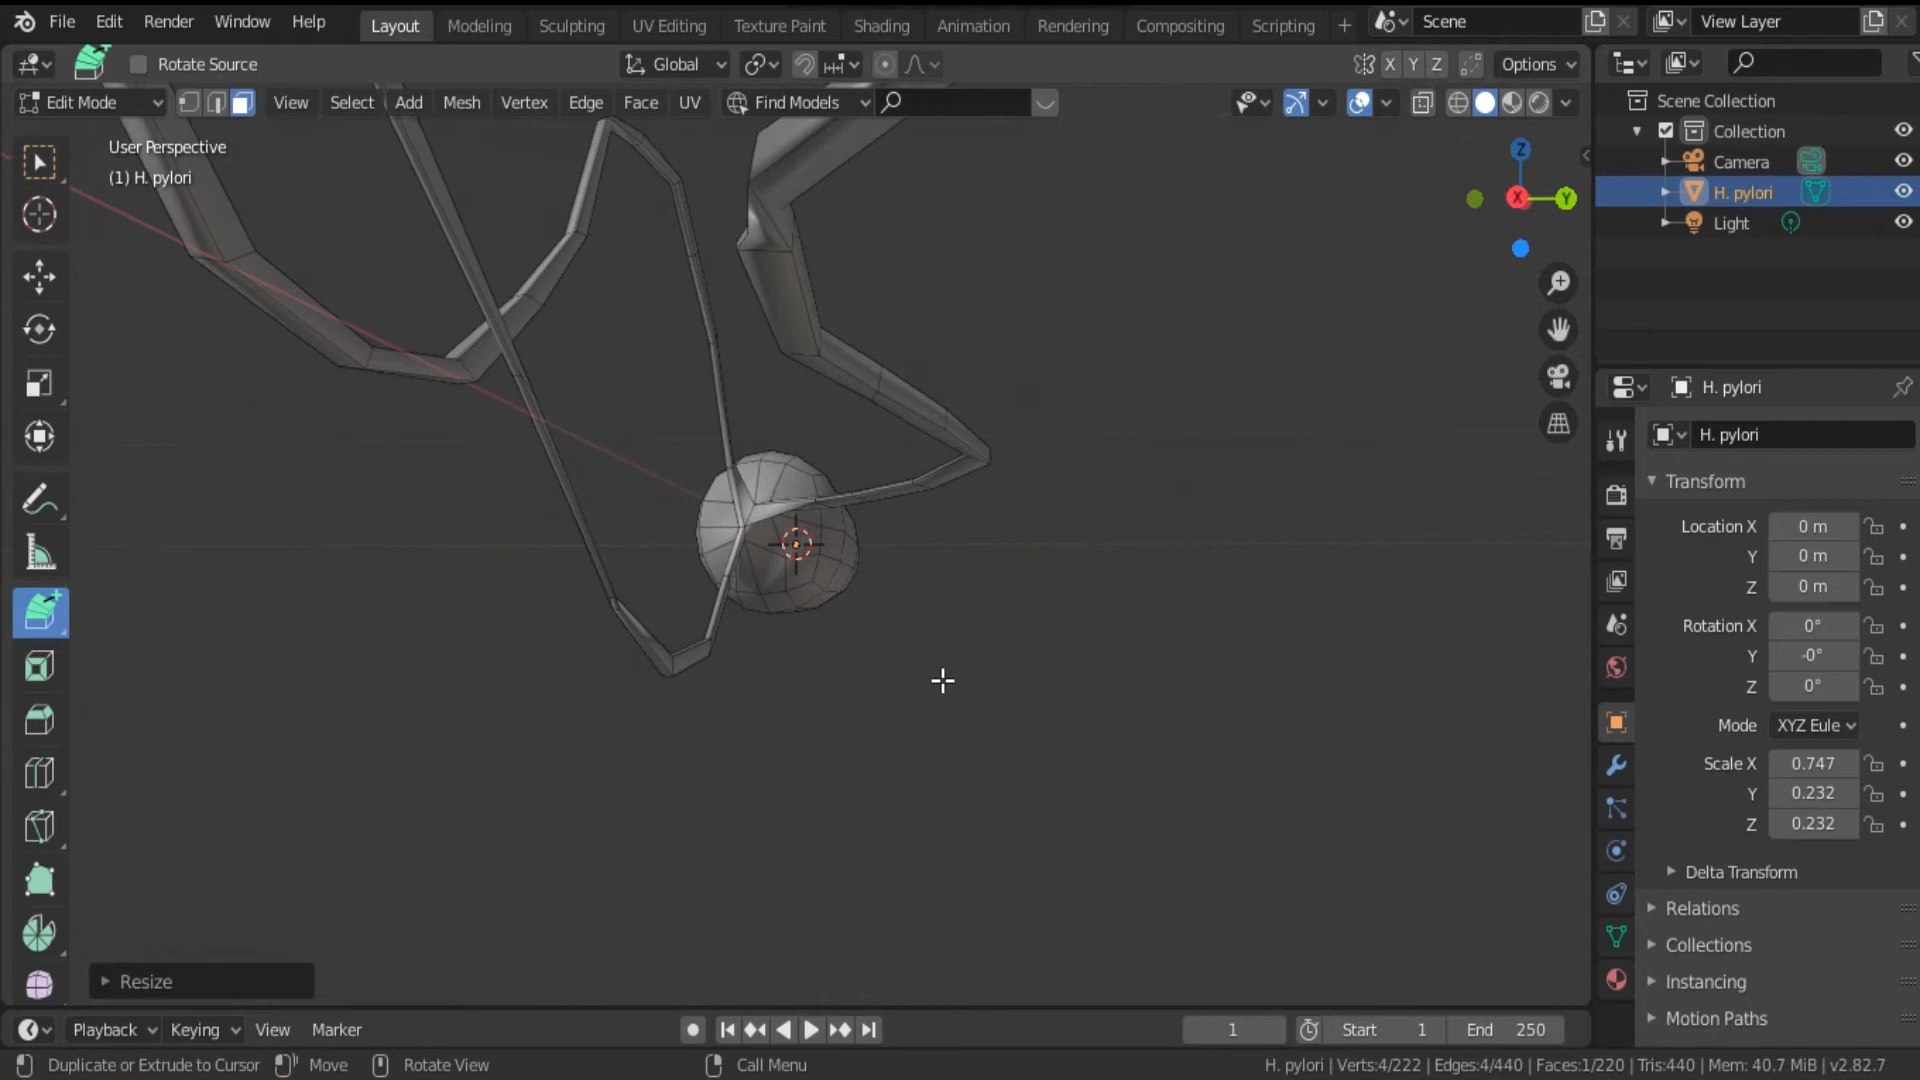 File Edit Render Window Help Layout Modeling Sculpting UV Editing Texture Paint Shading Animation Rendering Compositing Scripting + Scene View Layer
Rotate Source Global X Y Z Options
Edit Mode View Select Add Mesh Vertex Edge Face UV Find Models
User Perspective
(1) H. pylori
Z
X
Y
Resize
Scene Collection
Collection
Camera
H. pylori
Light
H. pylori
H. pylori
Transform
Location X 0 m
Y 0 m
Z 0 m
Rotation X 0°
Y -0°
Z 0°
Mode XYZ Eule
Scale X 0.747
Y 0.232
Z 0.232
Delta Transform
Relations
Collections
Instancing
Motion Paths
Playback Keying View Marker 1 Start 1 End 250
Duplicate or Extrude to Cursor Move Rotate View Call Menu H. pylori | Verts:4/222 | Edges:4/440 | Faces:1/220 | Tris:440 | Mem: 40.7 MiB | v2.82.7